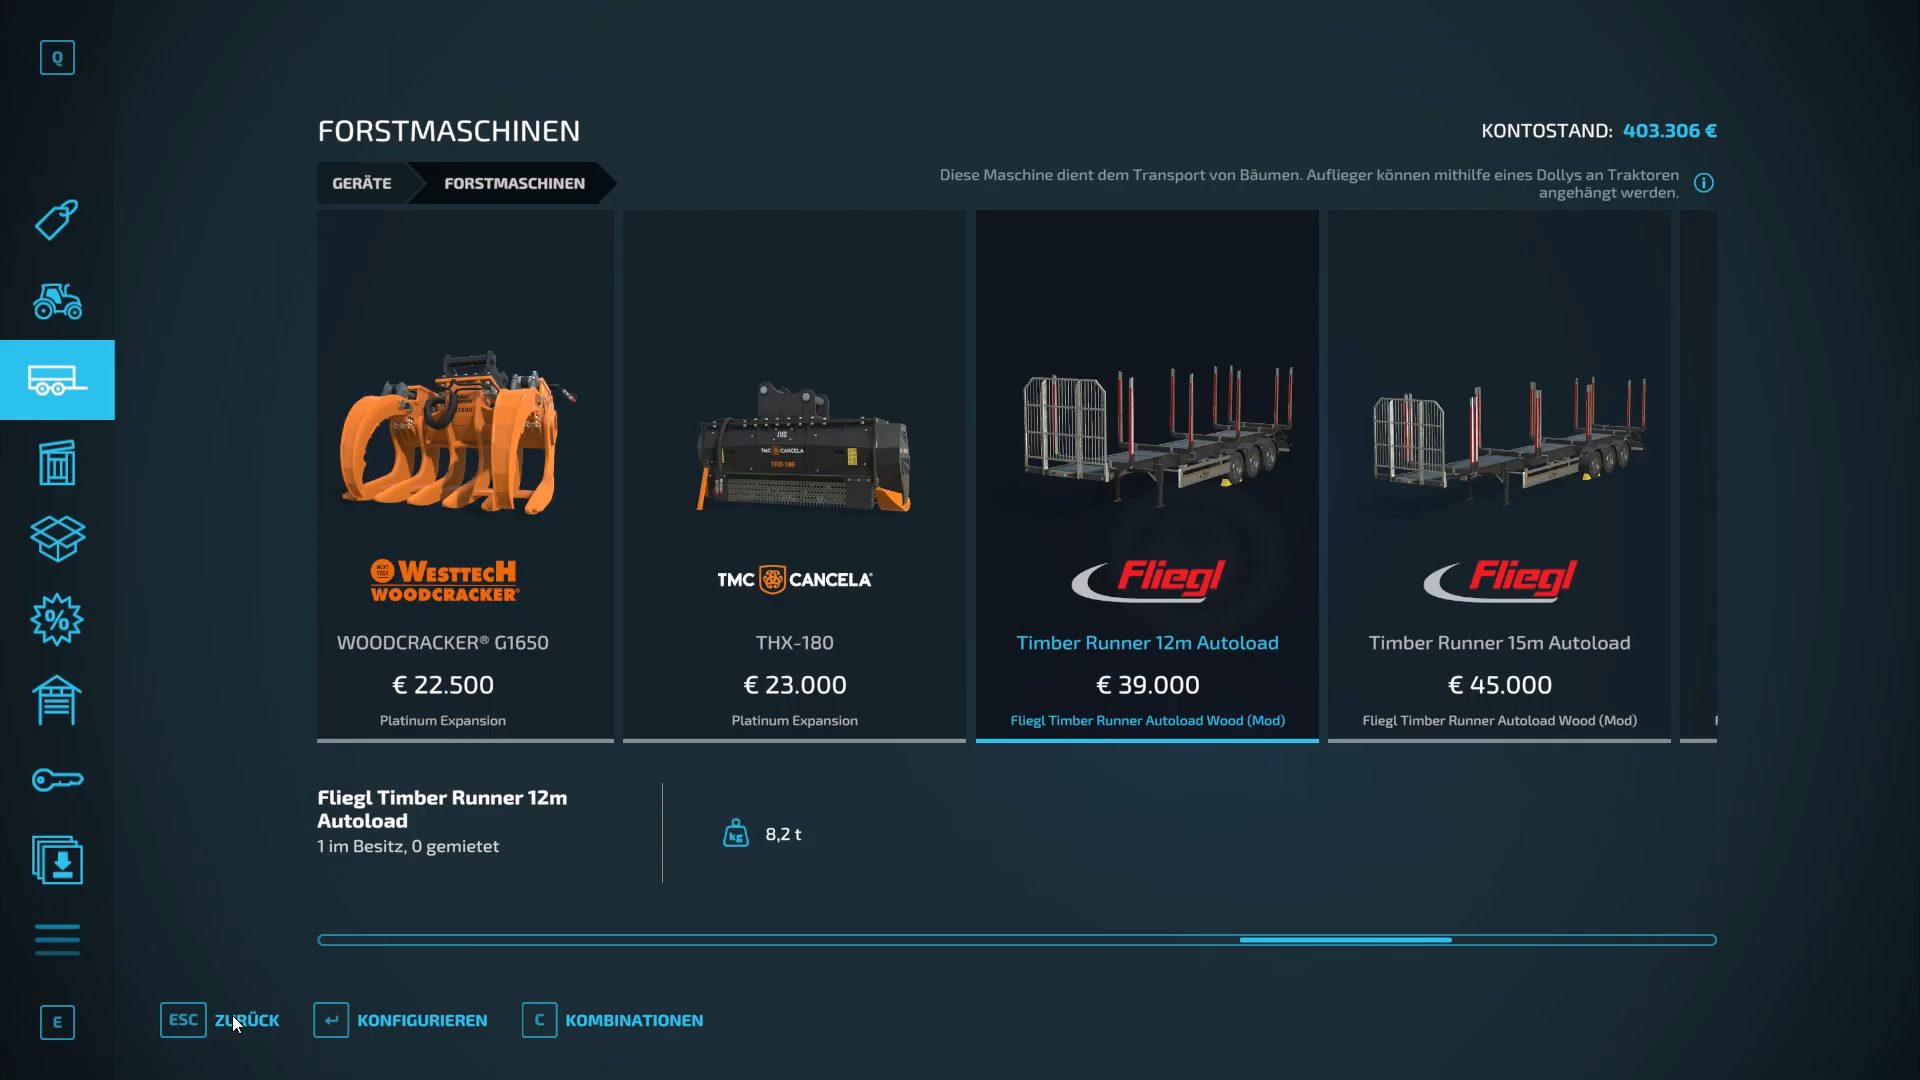 Q
FORSTMASCHINEN
KONTOSTAND: 403.306 €
GERÄTE
FORSTMASCHINEN
Diese Maschine dient dem Transport von Bäumen. Auflieger können mithilfe eines Dollys an Traktoren
angehängt werden.
WESTTECH
WOODCRACKER®
WOODCRACKER® G1650
€ 22.500
Platinum Expansion
TMC CANCELA
THX-180
TMC CANCELA®
THX-180
€ 23.000
Platinum Expansion
Fliegl
Timber Runner 12m Autoload
€ 39.000
Fliegl Timber Runner Autoload Wood (Mod)
Fliegl
Timber Runner 15m Autoload
€ 45.000
Fliegl Timber Runner Autoload Wood (Mod)
Fliegl Timber Runner 12m
Autoload
1 im Besitz, 0 gemietet
kg
8,2 t
%
E
ESC ZURÜCK
KONFIGURIEREN
C KOMBINATIONEN